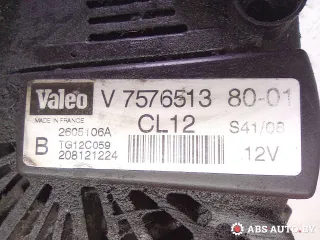 Valeo V 7576513 80-01
MADE IN FRANCE
2605106A CL12 S41/08
B TG12C059
208121224 12V
ABS-AUTO.BY